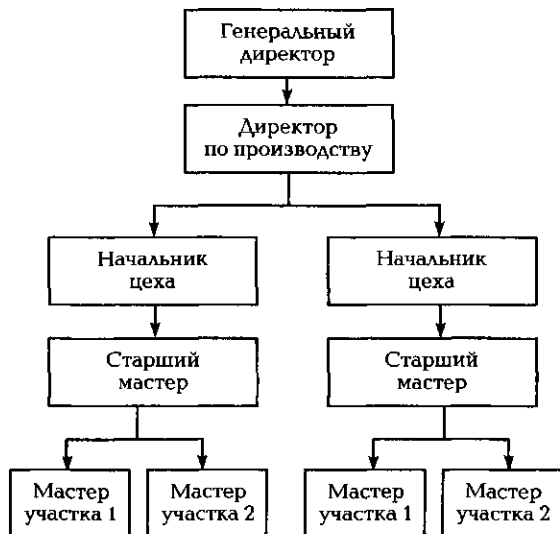 Генеральный
директор
Директор
по производству
Начальник
цеха
Начальник
цеха
Старший
мастер
Старший
мастер
Мастер
участка 1
Мастер
участка 2
Мастер
участка 1
Мастер
участка 2